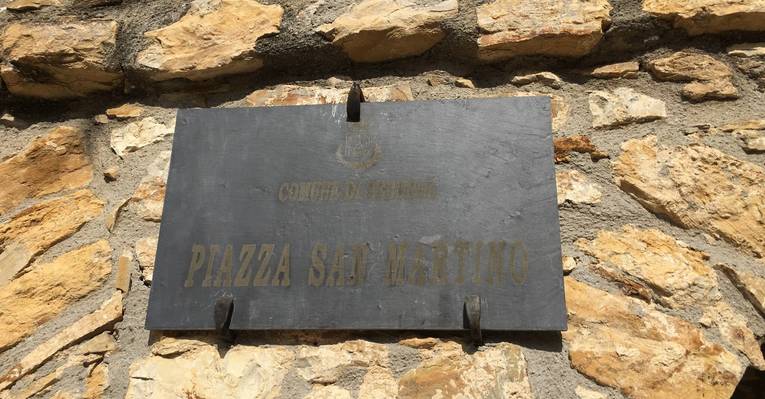 COMUNE DI
PIAZZA SAN MARTINO